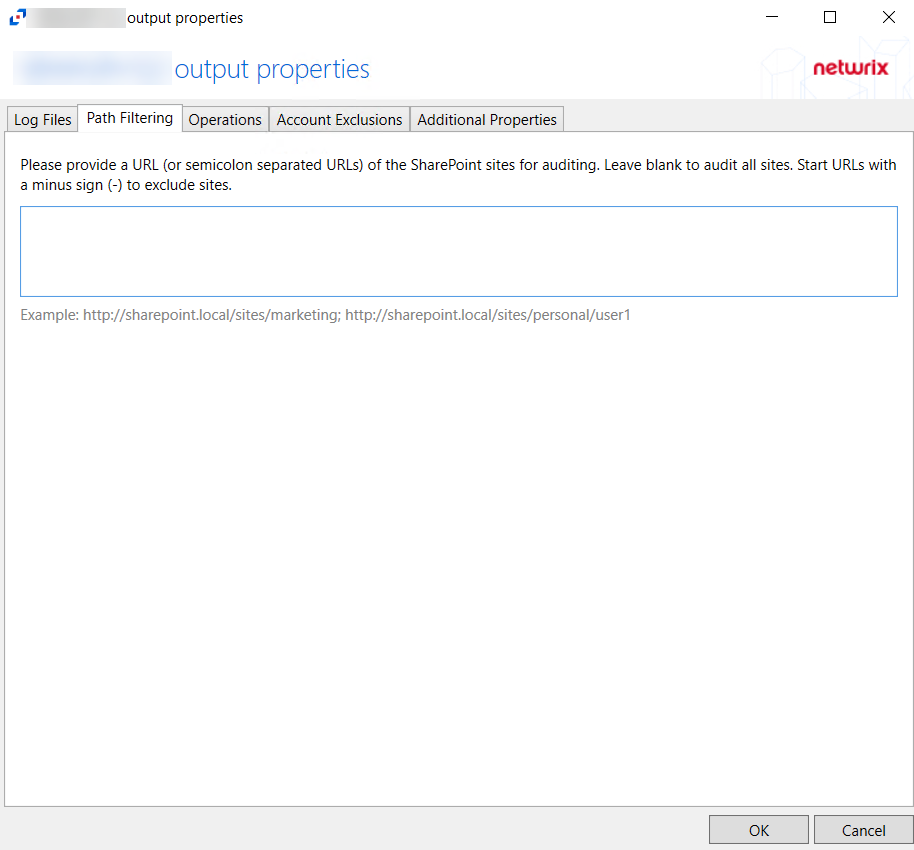 output properties
output properties
netwrix
Log Files Path Filtering Operations Account Exclusions Additional Properties
Please provide a URL (or semicolon separated URLs) of the SharePoint sites for auditing. Leave blank to audit all sites. Start URLs with
a minus sign (-) to exclude sites.
Example: http://sharepoint.local/sites/marketing; http://sharepoint.local/sites/personal/user1
OK Cancel